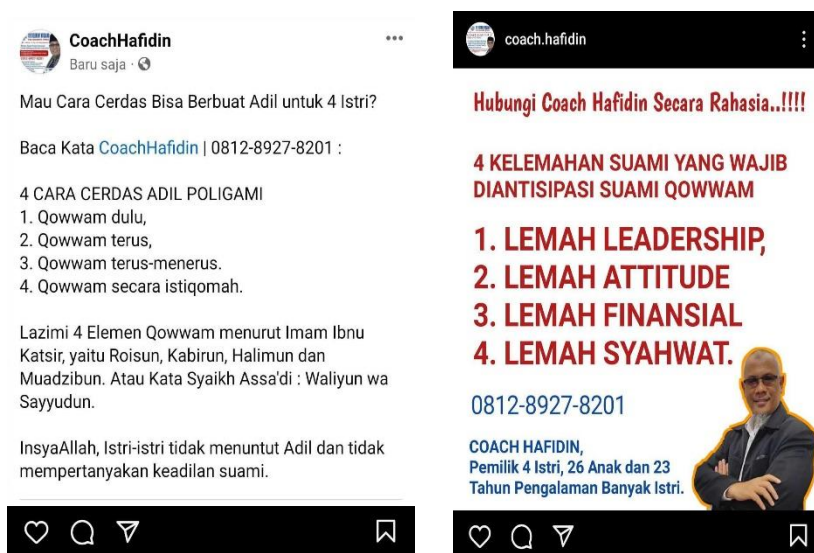 CoachHafidin
Baru saja ·
Mau Cara Cerdas Bisa Berbuat Adil untuk 4 Istri?
Baca Kata CoachHafidin | 0812-8927-8201 :
4 CARA CERDAS ADIL POLIGAMI
1. Qowwam dulu,
2. Qowwam terus,
3. Qowwam terus-menerus.
4. Qowwam secara istiqomah.
Lazimi 4 Elemen Qowwam menurut Imam Ibnu
Katsir, yaitu Roisun, Kabirun, Halimun dan
Muadzibun. Atau Kata Syaikh Assa'di : Waliyun wa
Sayyudun.
InsyaAllah, Istri-istri tidak menuntut Adil dan tidak
mempertanyakan keadilan suami.
coach.hafidin
Hubungi Coach Hafidin Secara Rahasia..!!!!
4 KELEMAHAN SUAMI YANG WAJIB
DIANTISIPASI SUAMI QOWWAM
1. LEMAH LEADERSHIP,
2. LEMAH ATTITUDE
3. LEMAH FINANSIAL
4. LEMAH SYAHWAT.
0812-8927-8201
COACH HAFIDIN,
Pemilik 4 Istri, 26 Anak dan 23
Tahun Pengalaman Banyak Istri.